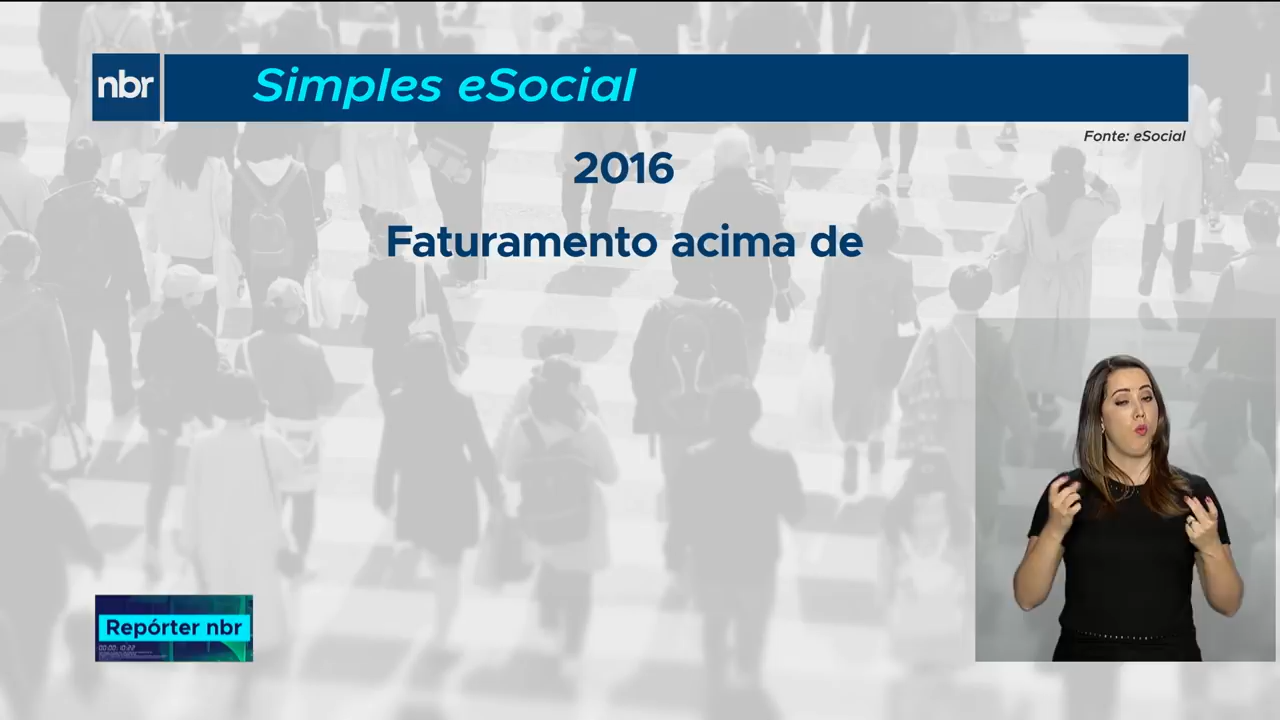 nbr
Simples eSocial
Fonte: eSocial
2016
Faturamento acima de
Repórter nbr